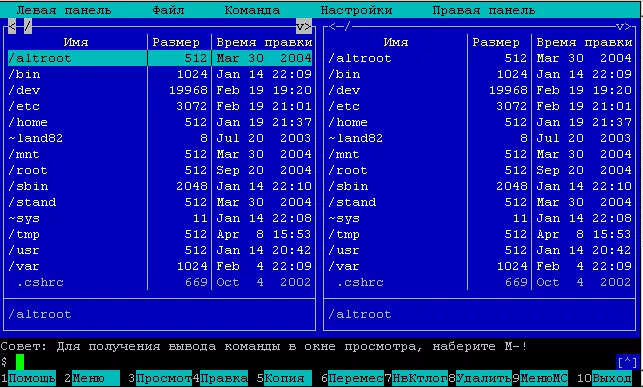 Левая панель Файл Команда Настройки Правая панель
< / v> <-/ v>
Имя Размер Время правки Имя Размер Время правки
/altroot 512 Mar 30 2004 /altroot 512 Mar 30 2004
/bin 1024 Jan 14 22:09 /bin 1024 Jan 14 22:09
/dev 19968 Feb 19 19:20 /dev 19968 Feb 19 19:20
/etc 3072 Feb 19 21:01 /etc 3072 Feb 19 21:01
/home 512 Jan 19 21:37 /home 512 Jan 19 21:37
~land82 8 Jul 20 2003 ~land82 8 Jul 20 2003
/mnt 512 Mar 30 2004 /mnt 512 Mar 30 2004
/root 512 Sep 20 2004 /root 512 Sep 20 2004
/sbin 2048 Jan 14 22:10 /sbin 2048 Jan 14 22:10
/stand 512 Mar 30 2004 /stand 512 Mar 30 2004
~sys 11 Jan 14 22:08 ~sys 11 Jan 14 22:08
/tmp 512 Apr 8 15:53 /tmp 512 Apr 8 15:53
/usr 512 Jan 14 20:42 /usr 512 Jan 14 20:42
/var 1024 Feb 4 22:09 /var 1024 Feb 4 22:09
.cshrc 669 Oct 4 2002 .cshrc 669 Oct 4 2002
/altroot /altroot
Совет: Для получения вывода команды в окне просмотра, наберите M-!
$ [^]
1Помощь 2Меню 3Просмот 4Правка 5Копия 6Перемес 7НвКтлог 8Удалить 9МенюMC 10Выход